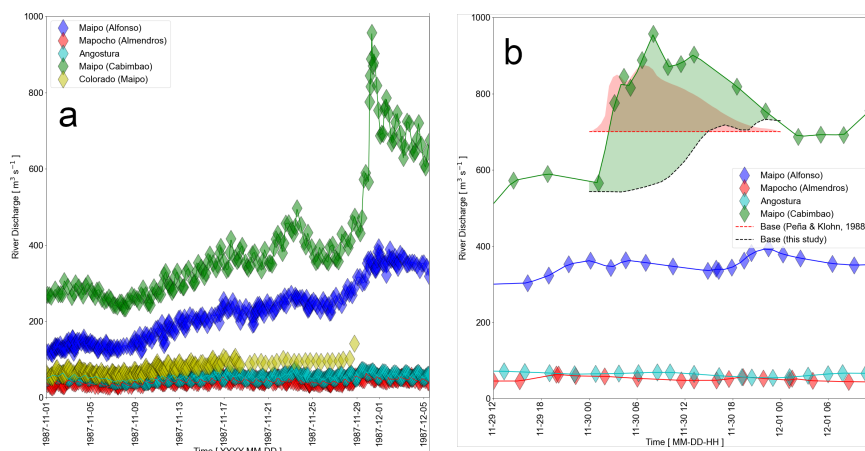 a
Maipo (Alfonso)
Mapocho (Almendros)
Angostura
Maipo (Cabimbao)
Colorado (Maipo)
River Discharge [ m³ s⁻¹ ]
1000
800
600
400
200
0
1987-11-01
1987-11-05
1987-11-09
1987-11-13
1987-11-17
1987-11-21
1987-11-25
1987-11-29
1987-12-01
1987-12-05
Time [ YYYY-MM-DD ]
b
Maipo (Alfonso)
Mapocho (Almendros)
Angostura
Maipo (Cabimbao)
Base (Peña & Klohn, 1988
Base (this study)
River Discharge [ m³ s⁻¹ ]
1000
800
600
400
200
0
11-29 12
11-29 18
11-30 00
11-30 06
11-30 12
11-30 18
12-01 00
12-01 06
Time [ MM-DD-HH ]